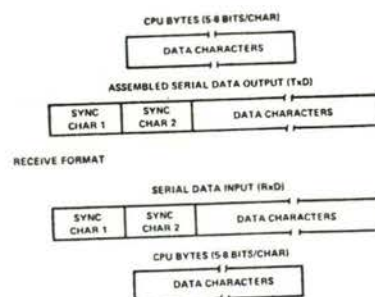 CPU BYTES (5-8 BITS/CHAR)
DATA CHARACTERS
ASSEMBLED SERIAL DATA OUTPUT (TxD)
SYNC CHAR 1
SYNC CHAR 2
DATA CHARACTERS
RECEIVE FORMAT
SERIAL DATA INPUT (RxD)
SYNC CHAR 1
SYNC CHAR 2
DATA CHARACTERS
CPU BYTES (5-8 BITS/CHAR)
DATA CHARACTERS